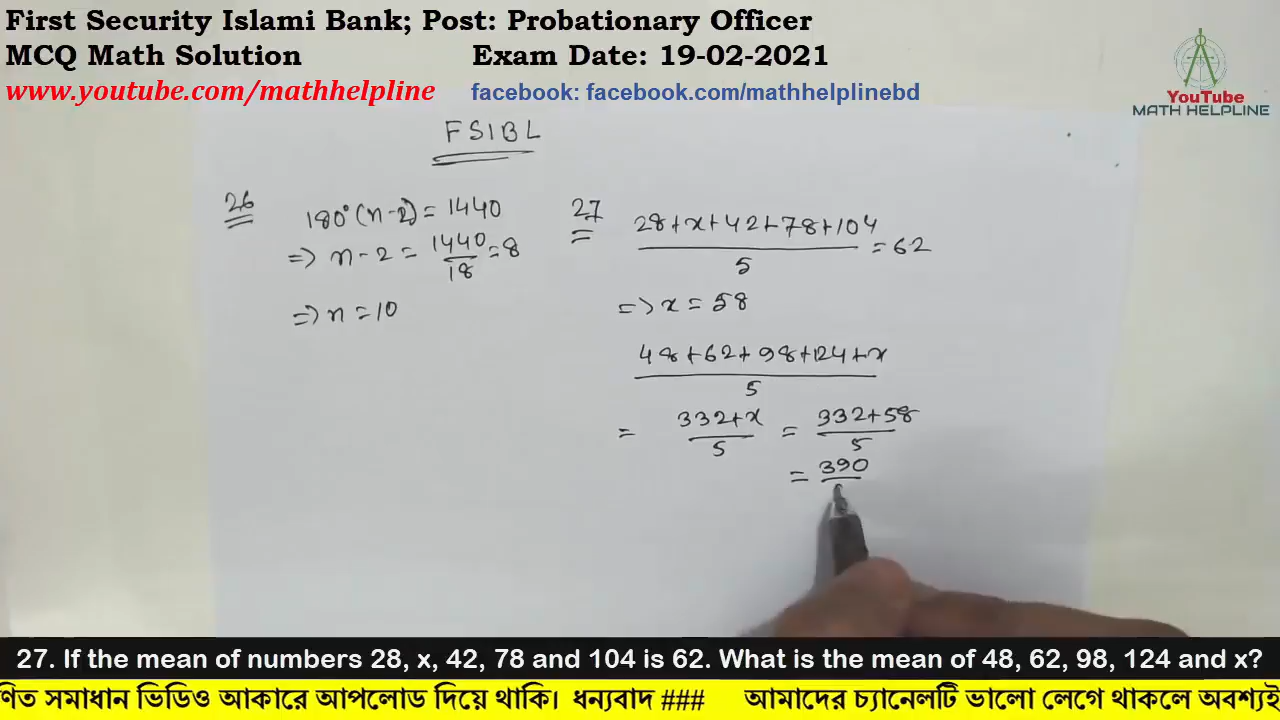 First Security Islami Bank; Post: Probationary Officer
MCQ Math Solution Exam Date: 19-02-2021
www.youtube.com/mathhelpline facebook: facebook.com/mathhelplinebd
YouTube
MATH HELPLINE
FSIBL
26
180°(n-2) = 1440
=> n-2 = 1440/18 = 8
=> n = 10
27
28+x+42+78+104
5
= 62
=> x = 58
48+62+98+124+x
5
= 332+x/5 = 332+58/5
= 390
27. If the mean of numbers 28, x, 42, 78 and 104 is 62. What is the mean of 48, 62, 98, 124 and x?
ণিত সমাধান ভিডিও আকারে আপলোড দিয়ে থাকি। ধন্যবাদ ### আমাদের চ্যানেলটি ভালো লেগে থাকলে অবশ্যই